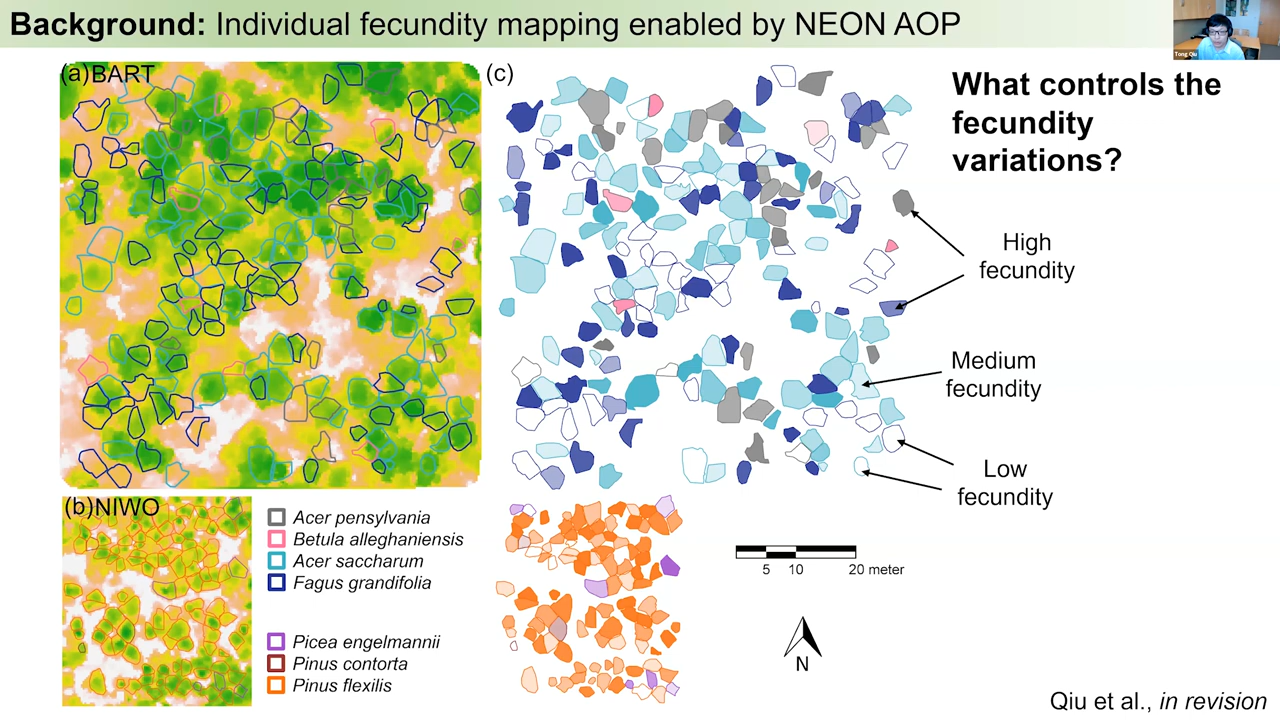 Background: Individual fecundity mapping enabled by NEON AOP
Tong Qiu
(a)BART
(c)
What controls the
fecundity
variations?
High
fecundity
Medium
fecundity
Low
fecundity
(b)NIWO
Acer pensylvania
Betula alleghaniensis
Acer saccharum
Fagus grandifolia
Picea engelmannii
Pinus contorta
Pinus flexilis
5 10 20 meter
N
Qiu et al., in revision